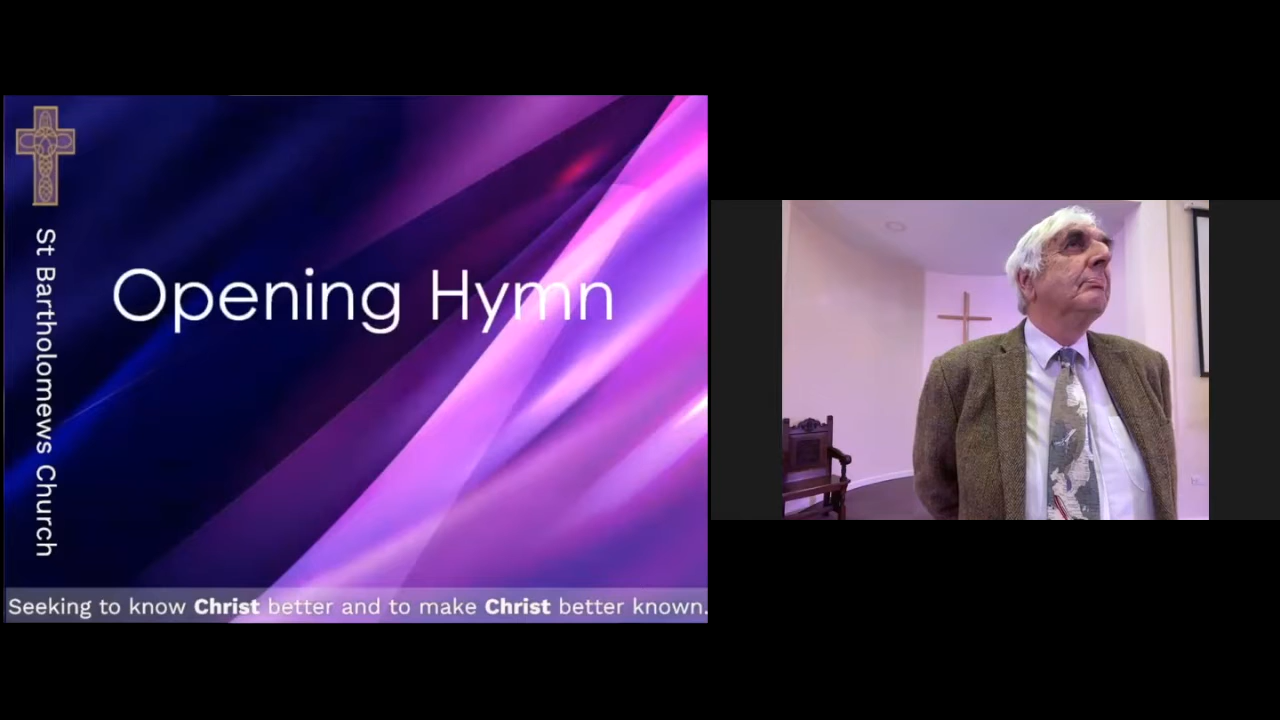 St Bartholomews Church
Opening Hymn
Seeking to know Christ better and to make Christ better known.